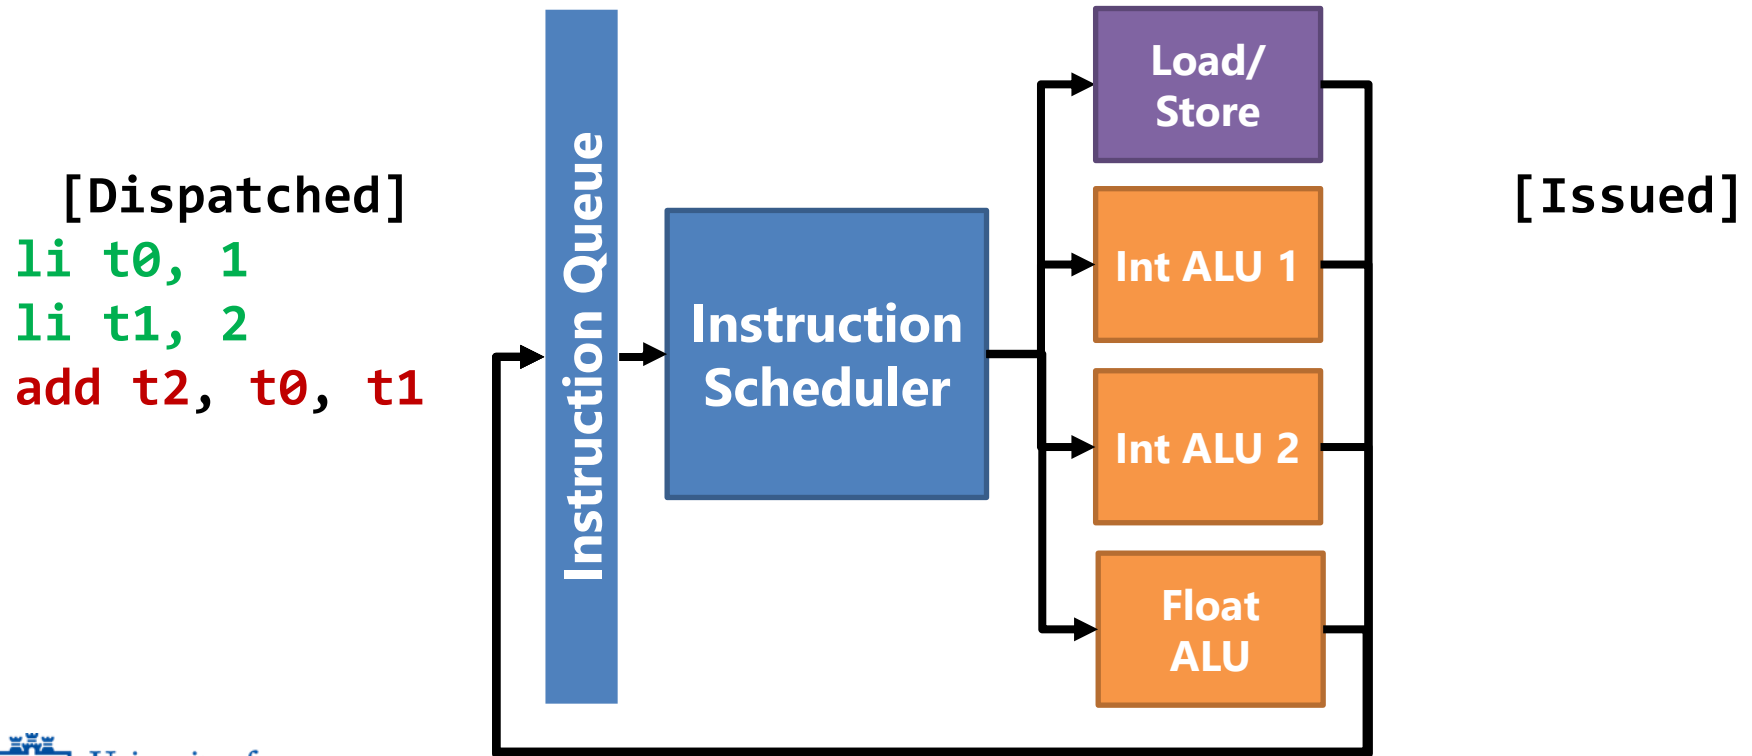 [Dispatched]
li t0, 1
li t1, 2
add t2, t0, t1
Instruction Queue
Instruction
Scheduler
Load/
Store
Int ALU 1
Int ALU 2
Float
ALU
[Issued]